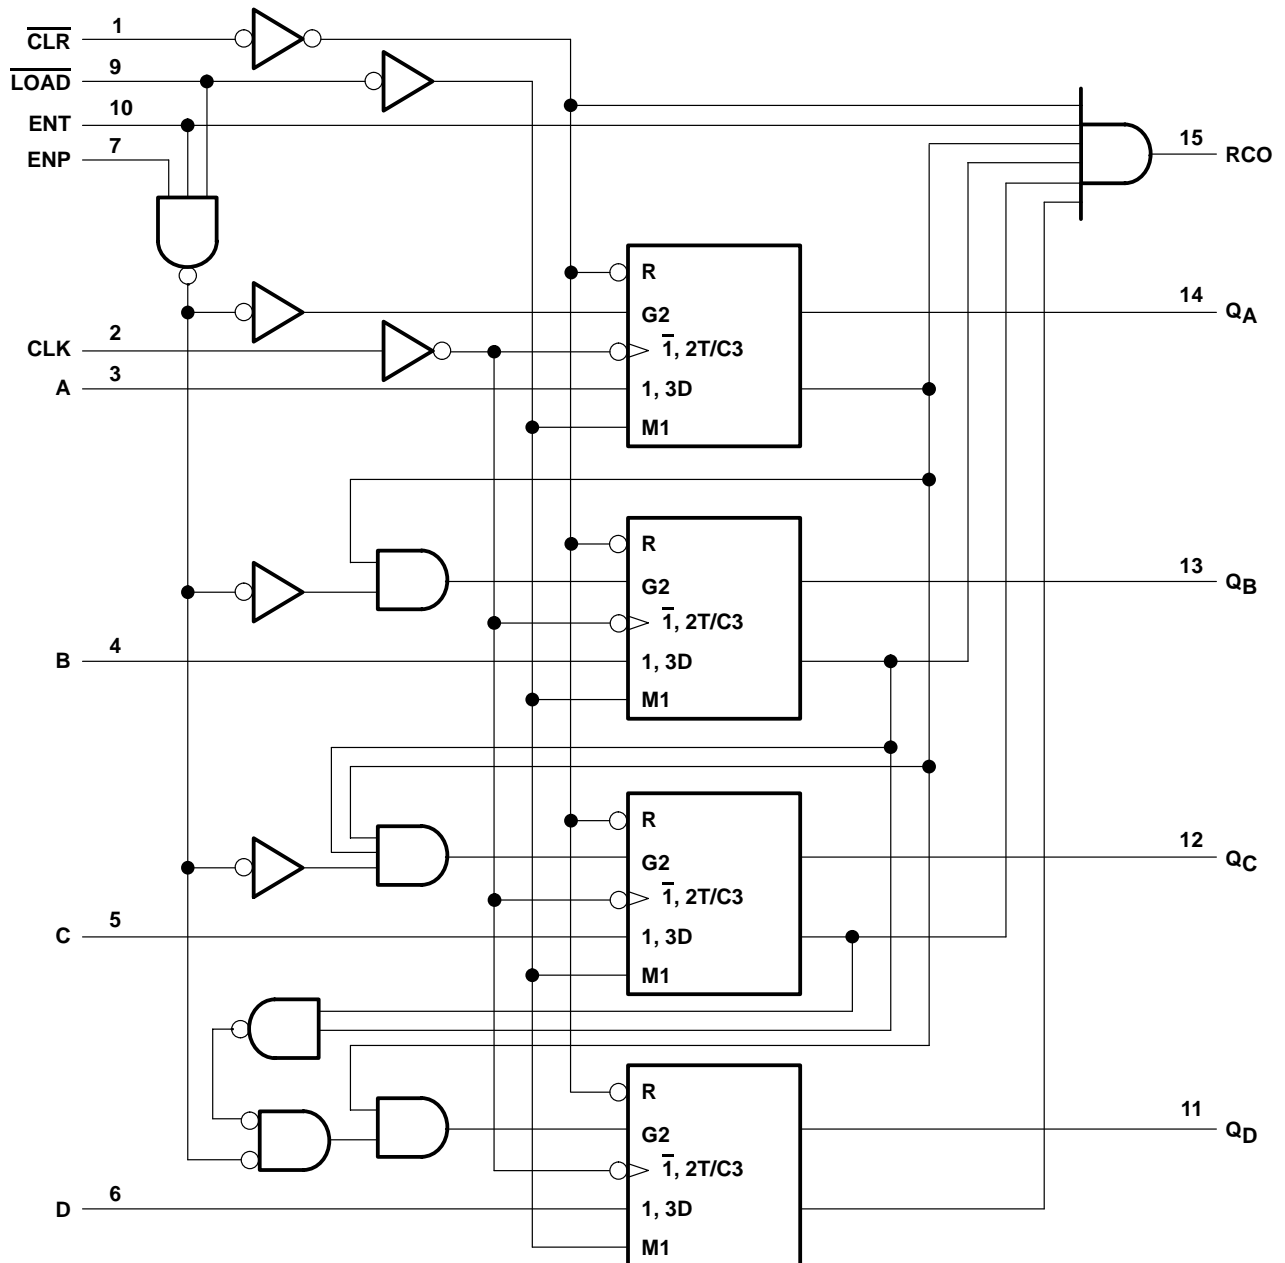 C̅L̅R̅ 1
L̅O̅A̅D̅ 9
ENT 10
ENP 7
15 RCO
R
G2
14 QA
CLK 2
1̅, 2T/C3
A 3
1, 3D
M1
R
G2
13 QB
1̅, 2T/C3
B 4
1, 3D
M1
R
G2
12 QC
1̅, 2T/C3
C 5
1, 3D
M1
R
G2
11 QD
1̅, 2T/C3
D 6
1, 3D
M1